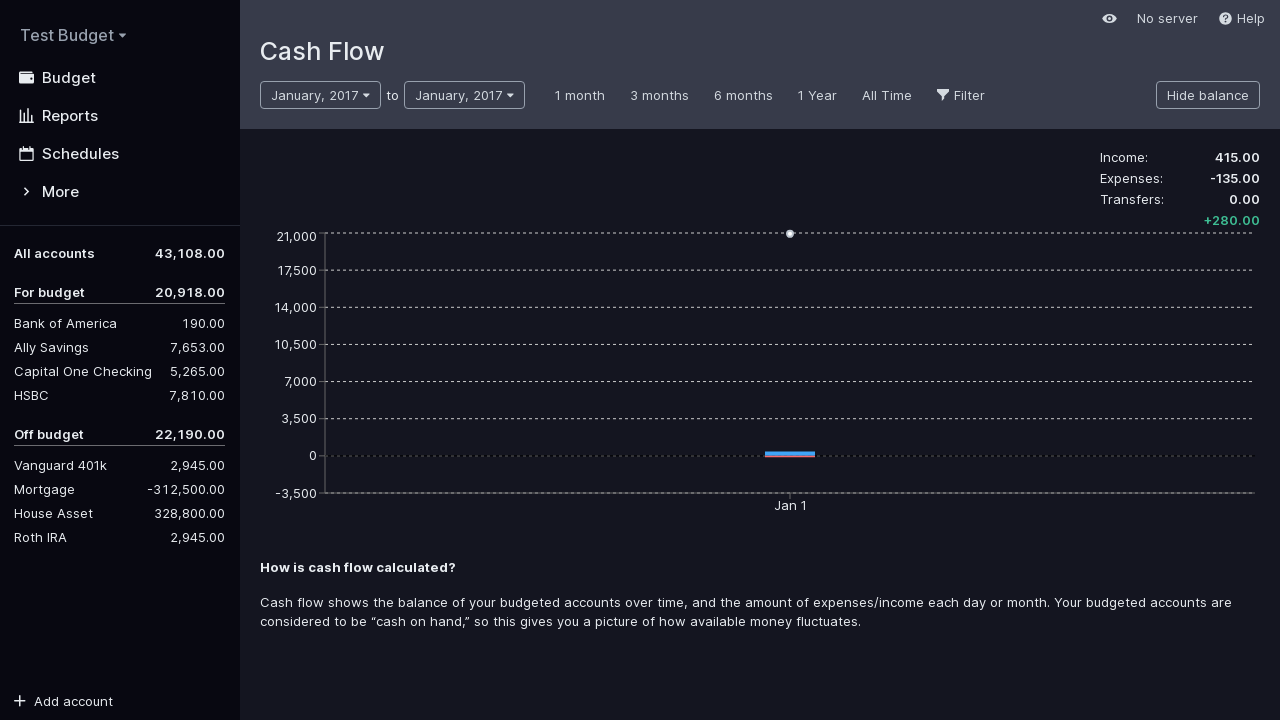 Test Budget
Budget
Reports
Schedules
More
All accounts 43,108.00
For budget 20,918.00
Bank of America 190.00
Ally Savings 7,653.00
Capital One Checking 5,265.00
HSBC 7,810.00
Off budget 22,190.00
Vanguard 401k 2,945.00
Mortgage -312,500.00
House Asset 328,800.00
Roth IRA 2,945.00
Add account
No server Help
Cash Flow
January, 2017 to January, 2017 1 month 3 months 6 months 1 Year All Time Filter Hide balance
Income: 415.00
Expenses: -135.00
Transfers: 0.00
+280.00
21,000
17,500
14,000
10,500
7,000
3,500
0
-3,500
Jan 1
How is cash flow calculated?
Cash flow shows the balance of your budgeted accounts over time, and the amount of expenses/income each day or month. Your budgeted accounts are
considered to be “cash on hand,” so this gives you a picture of how available money fluctuates.